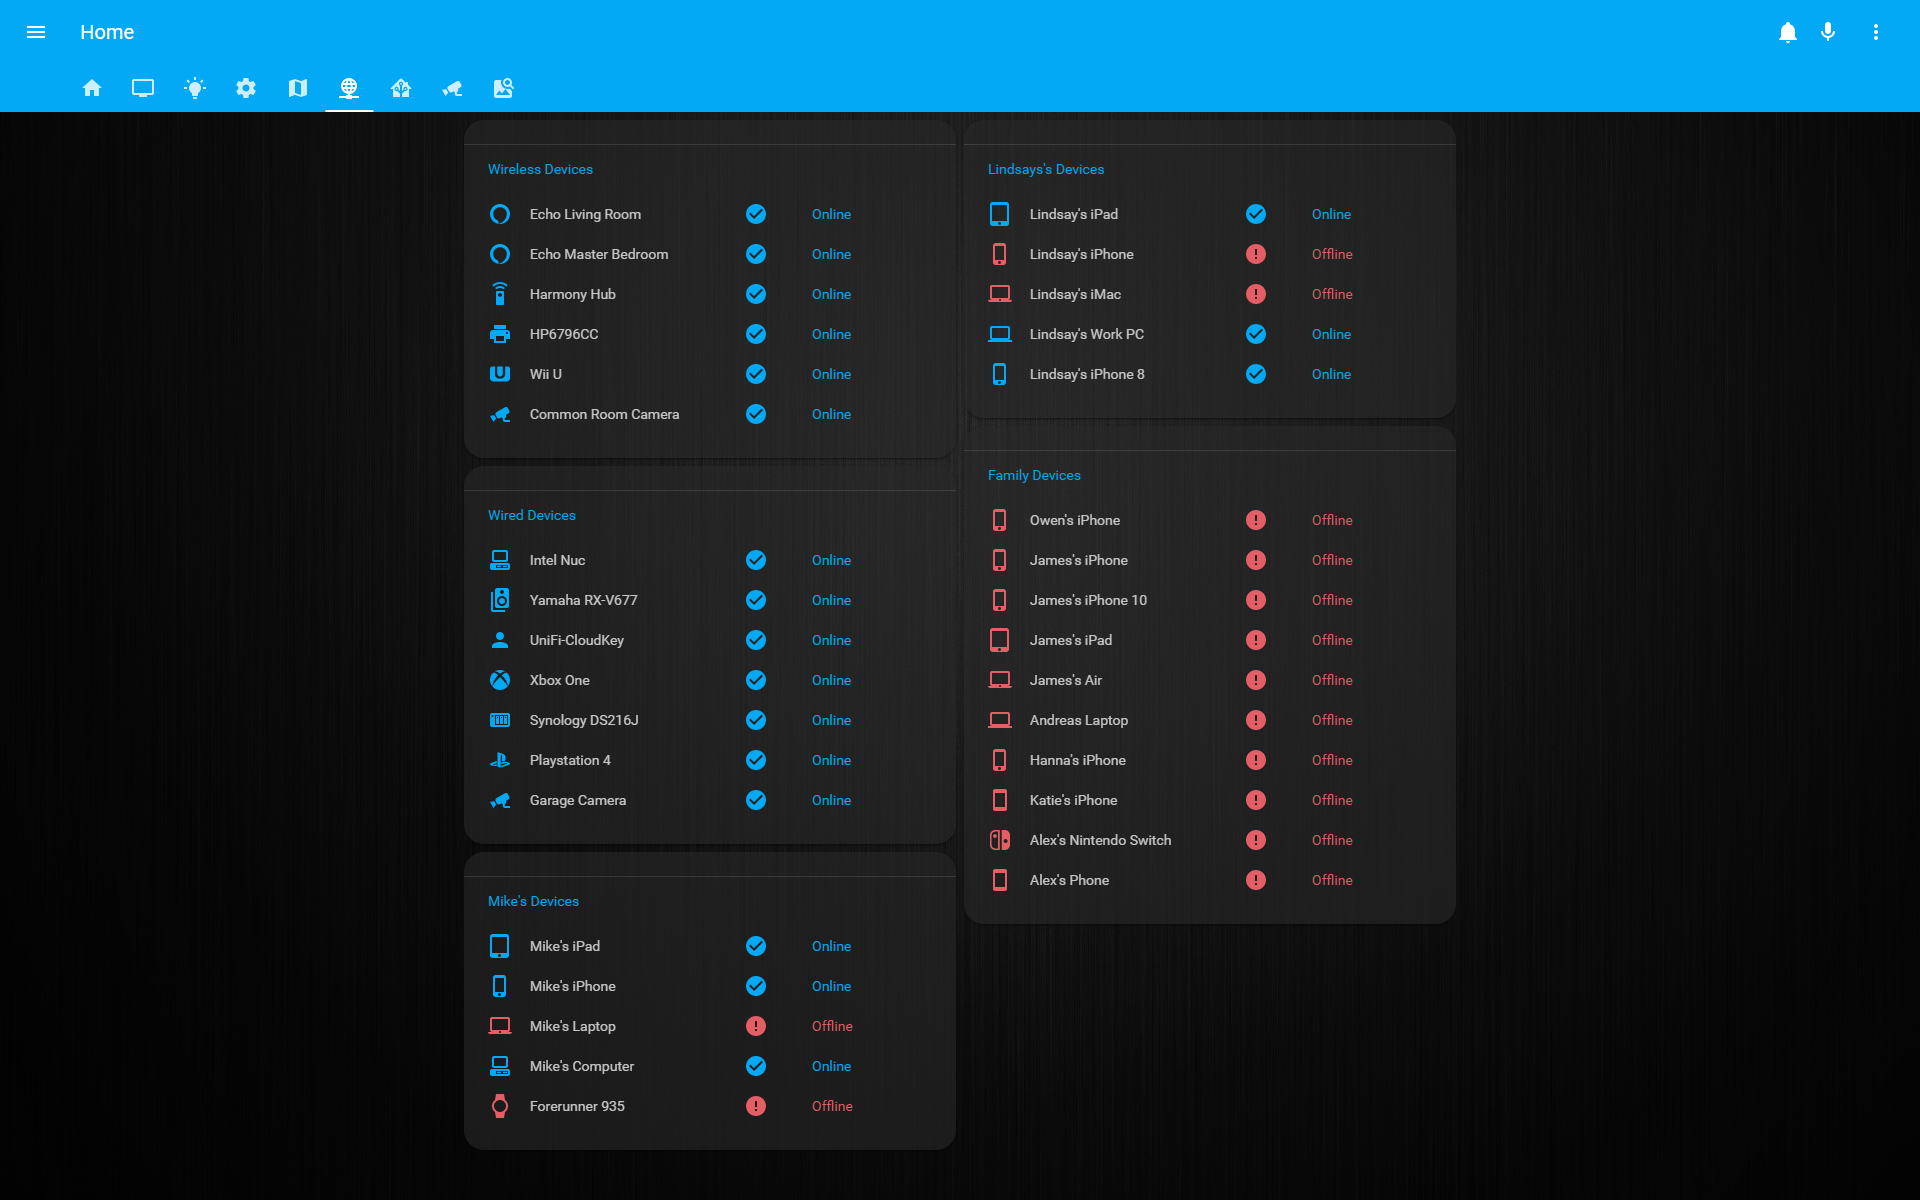 Home
Wireless Devices
Echo Living Room Online
Echo Master Bedroom Online
Harmony Hub Online
HP6796CC Online
Wii U Online
Common Room Camera Online
Wired Devices
Intel Nuc Online
Yamaha RX-V677 Online
UniFi-CloudKey Online
Xbox One Online
Synology DS216J Online
Playstation 4 Online
Garage Camera Online
Mike's Devices
Mike's iPad Online
Mike's iPhone Online
Mike's Laptop Offline
Mike's Computer Online
Forerunner 935 Offline
Lindsays's Devices
Lindsay's iPad Online
Lindsay's iPhone Offline
Lindsay's iMac Offline
Lindsay's Work PC Online
Lindsay's iPhone 8 Online
Family Devices
Owen's iPhone Offline
James's iPhone Offline
James's iPhone 10 Offline
James's iPad Offline
James's Air Offline
Andreas Laptop Offline
Hanna's iPhone Offline
Katie's iPhone Offline
Alex's Nintendo Switch Offline
Alex's Phone Offline